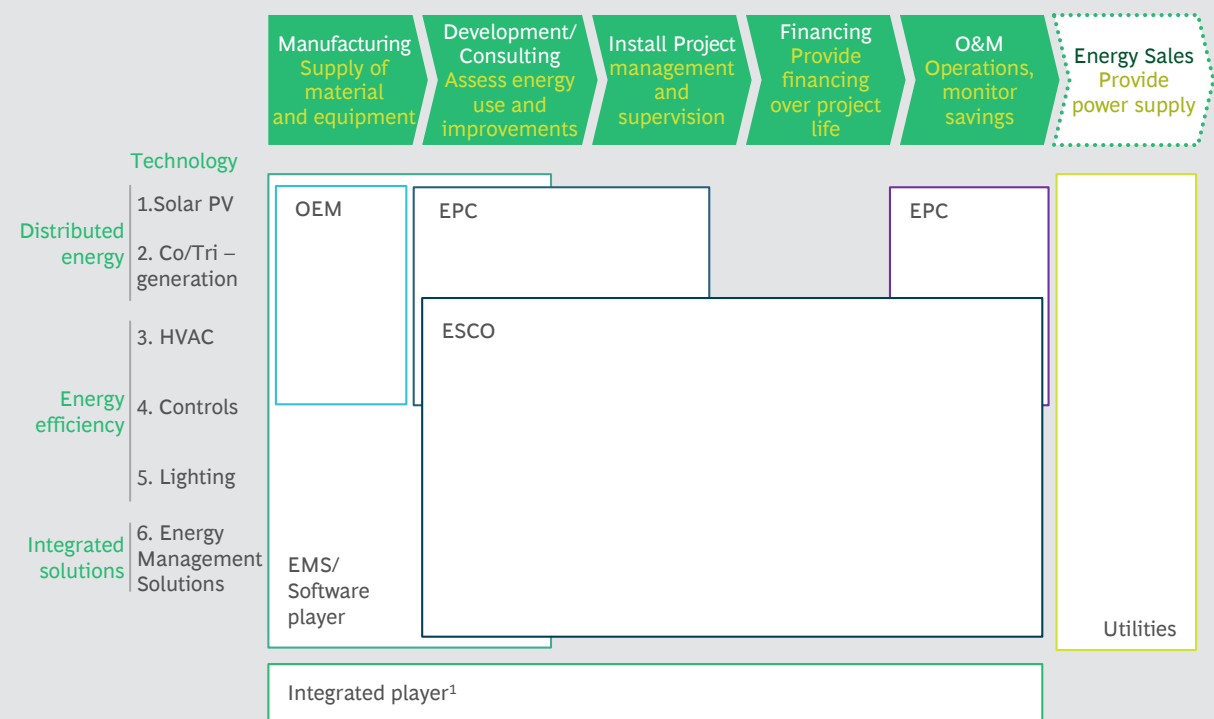 Manufacturing
Supply of
material
and equipment
Development/
Consulting
Assess energy
use and
improvements
Install Project
management
and
supervision
Financing
Provide
financing
over project
life
O&M
Operations,
monitor
savings
Energy Sales
Provide
power supply
Technology
Distributed
energy
1.Solar PV
2. Co/Tri –
generation
Energy
efficiency
3. HVAC
4. Controls
5. Lighting
Integrated
solutions
6. Energy
Management
Solutions
OEM
EPC
EPC
ESCO
EMS/
Software
player
Utilities
Integrated player¹